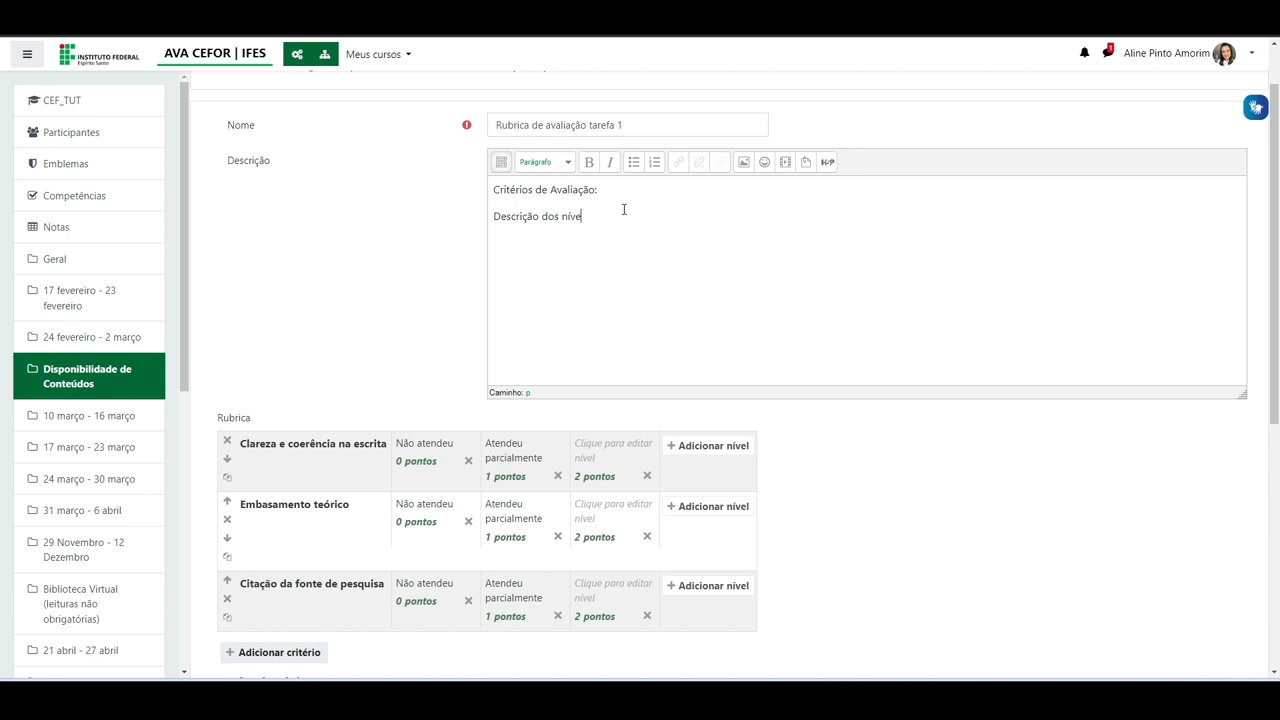 INSTITUTO FEDERAL
Espírito Santo
AVA CEFOR | IFES
Meus cursos
1
Aline Pinto Amorim
CEF_TUT
Participantes
Emblemas
Competências
Notas
Geral
17 fevereiro - 23
fevereiro
24 fevereiro - 2 março
Disponibilidade de
Conteúdos
10 março - 16 março
17 março - 23 março
24 março - 30 março
31 março - 6 abril
29 Novembro - 12
Dezembro
Biblioteca Virtual
(leituras não
obrigatórias)
21 abril - 27 abril
Nome
Rubrica de avaliação tarefa 1
Descrição
Parágrafo
B I
H-P
Critérios de Avaliação:
Descrição dos níve
Caminho: p
Rubrica
Clareza e coerência na escrita
Não atendeu
0 pontos
Atendeu
parcialmente
1 pontos
Clique para editar
nível
2 pontos
Adicionar nível
Embasamento teórico
Não atendeu
0 pontos
Atendeu
parcialmente
1 pontos
Clique para editar
nível
2 pontos
Adicionar nível
Citação da fonte de pesquisa
Não atendeu
0 pontos
Atendeu
parcialmente
1 pontos
Clique para editar
nível
2 pontos
Adicionar nível
Adicionar critério